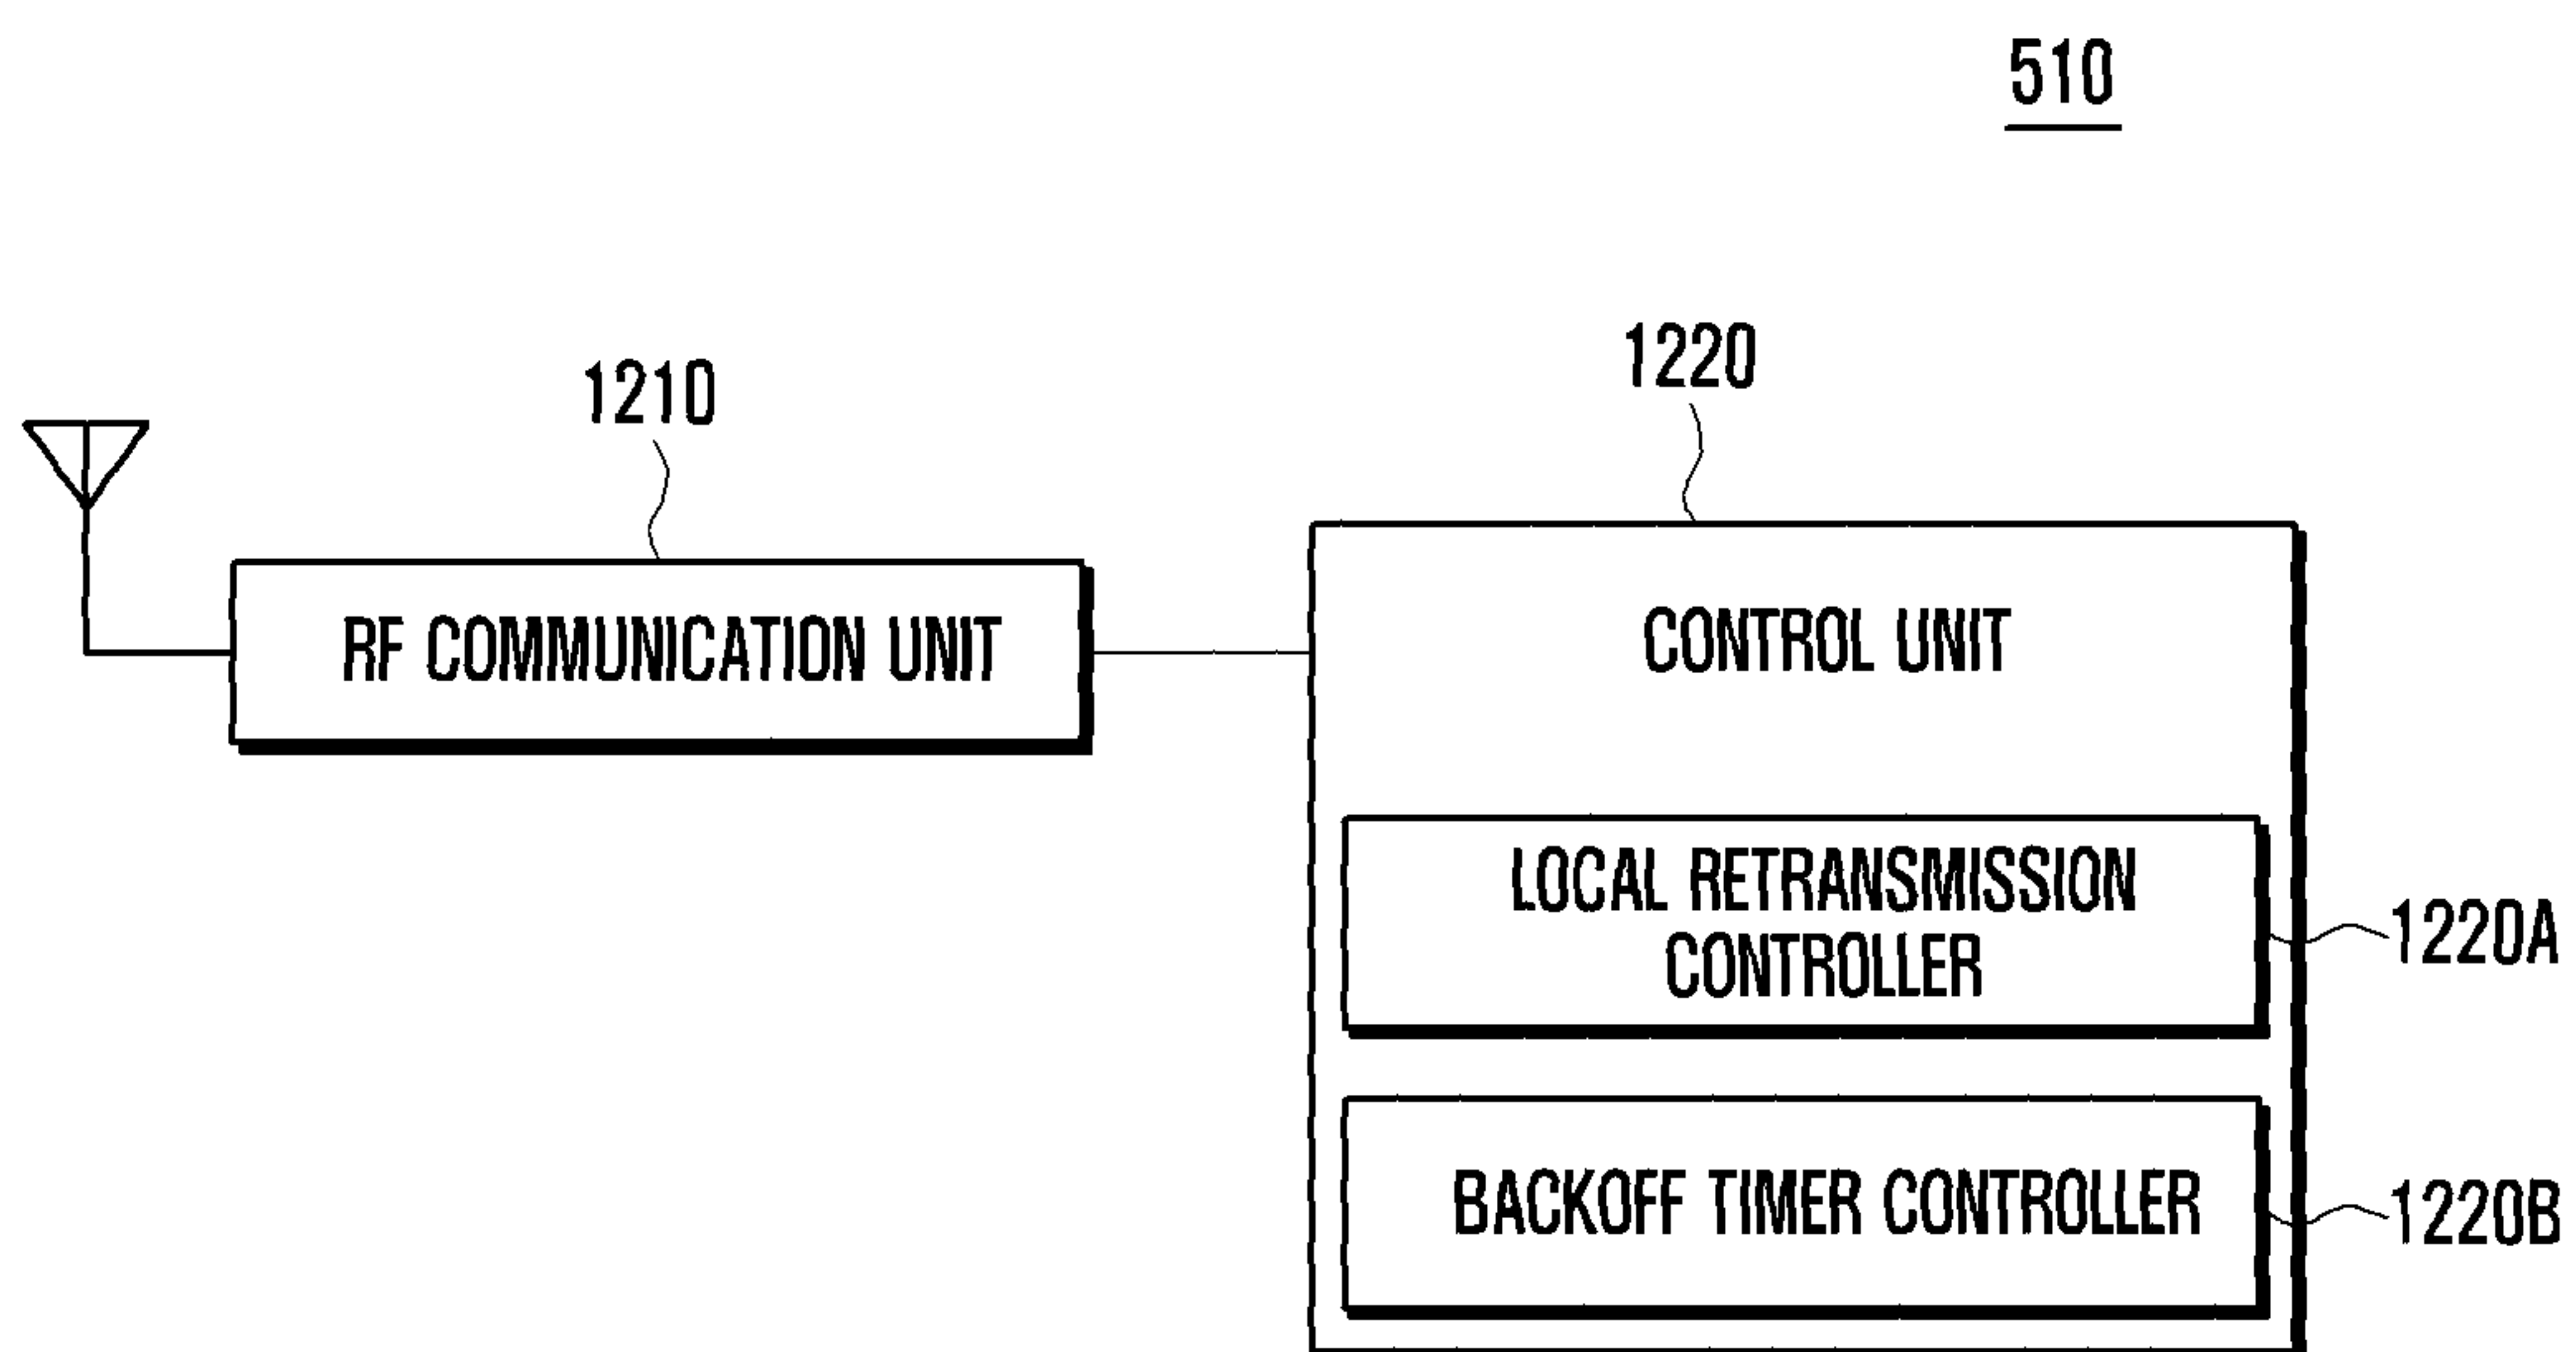 510
1220
1210
RF COMMUNICATION UNIT
CONTROL UNIT
LOCAL RETRANSMISSION
CONTROLLER
1220A
BACKOFF TIMER CONTROLLER
1220B